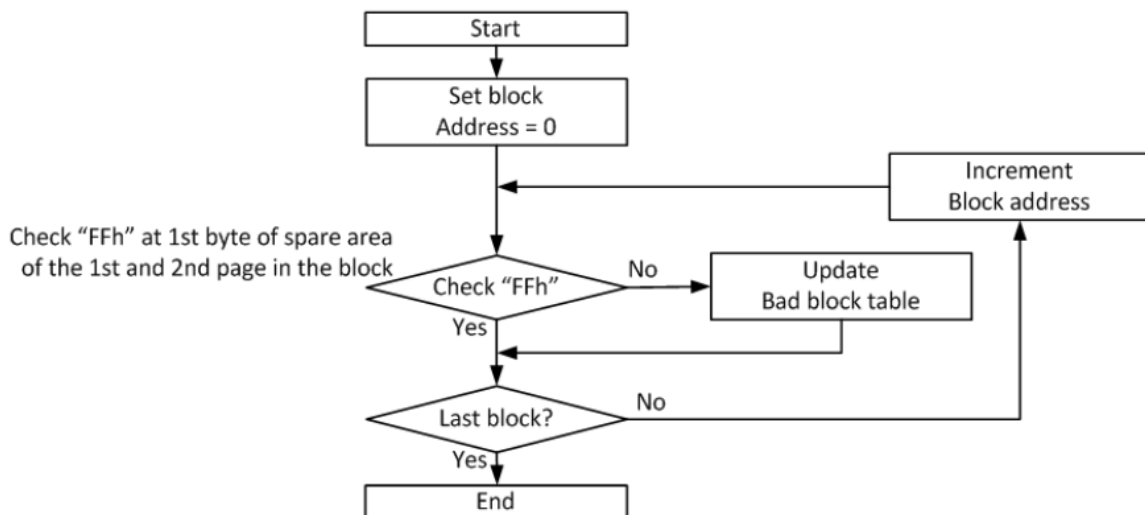 Start
Set block
Address = 0
Increment
Block address
Check “FFh” at 1st byte of spare area
of the 1st and 2nd page in the block
Check “FFh”
No
Update
Bad block table
Yes
Last block?
No
Yes
End